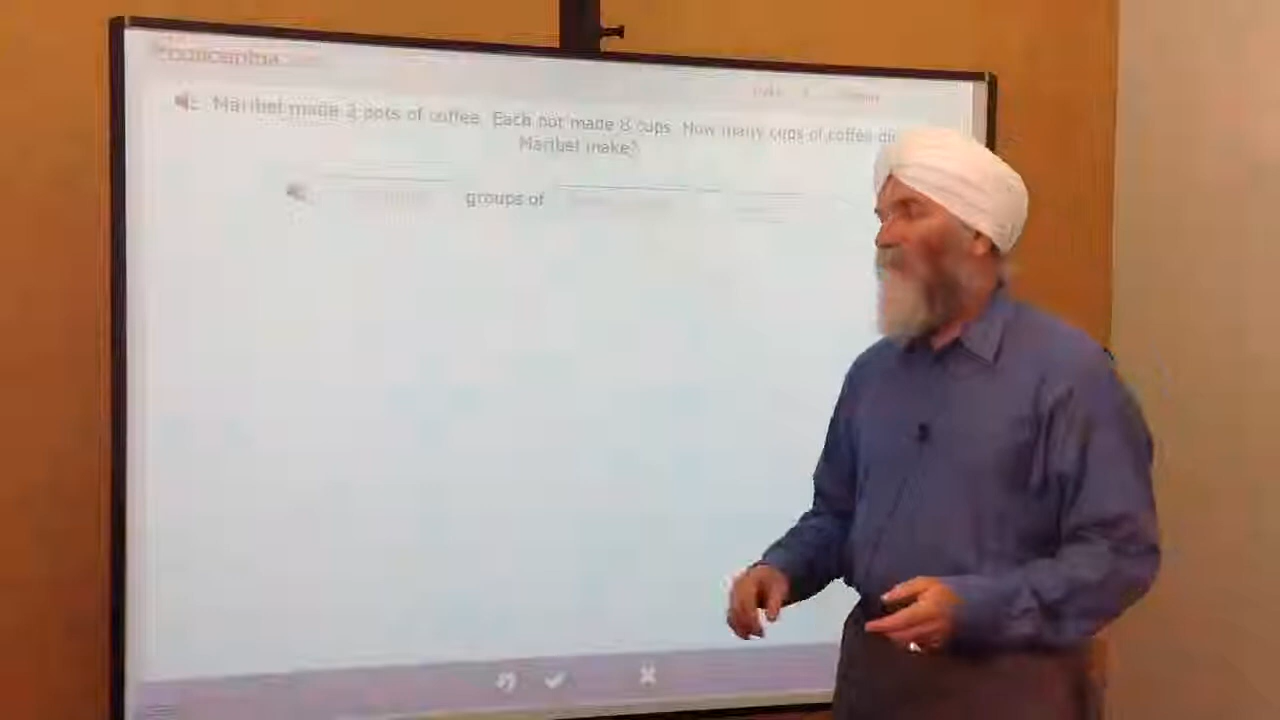 Maribel made 2 pots of coffee. Each pot made 8 cups. How many cups of coffee di
Maribel make?
groups of